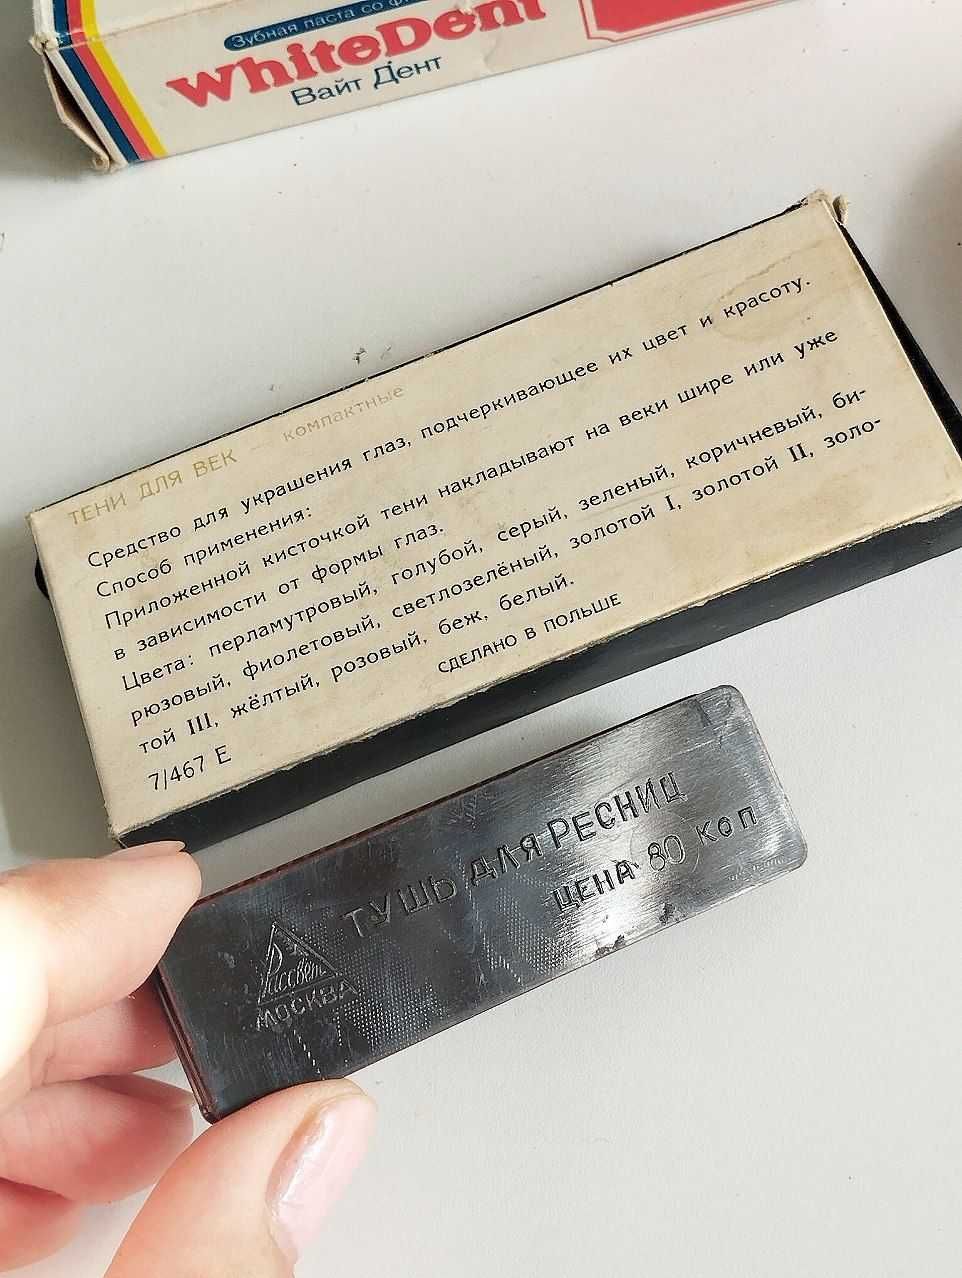 Зубная паста со
WhiteDent
Вайт Дент
ТЕНИ ДЛЯ ВЕК — компактные
Средство для украшения глаз, подчеркивающее их цвет и красоту.
Способ применения:
Приложенной кисточкой тени накладывают на веки шире или уже
в зависимости от формы глаз.
Цвета: перламутровый, голубой, серый, зеленый, коричневый, би-
рюзовый, фиолетовый, светлозелёный, золотой I, золотой II, золо-
той III, жёлтый, розовый, беж, белый.
СДЕЛАНО В ПОЛЬШЕ
7/467 E
ТУШЬ ДЛЯ РЕСНИЦ
ЦЕНА 80 Коп
Рассвет
МОСКВА